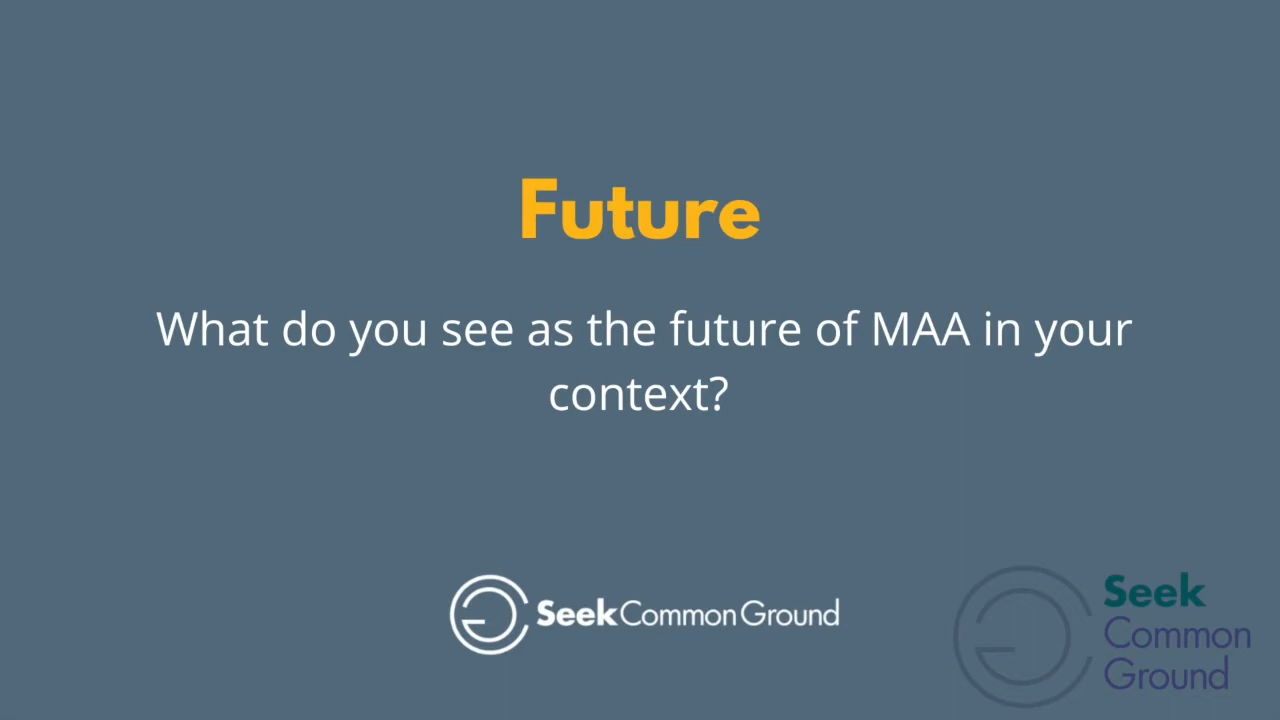 Future
What do you see as the future of MAA in your
context?
Seek Common Ground
Seek
Common
Ground